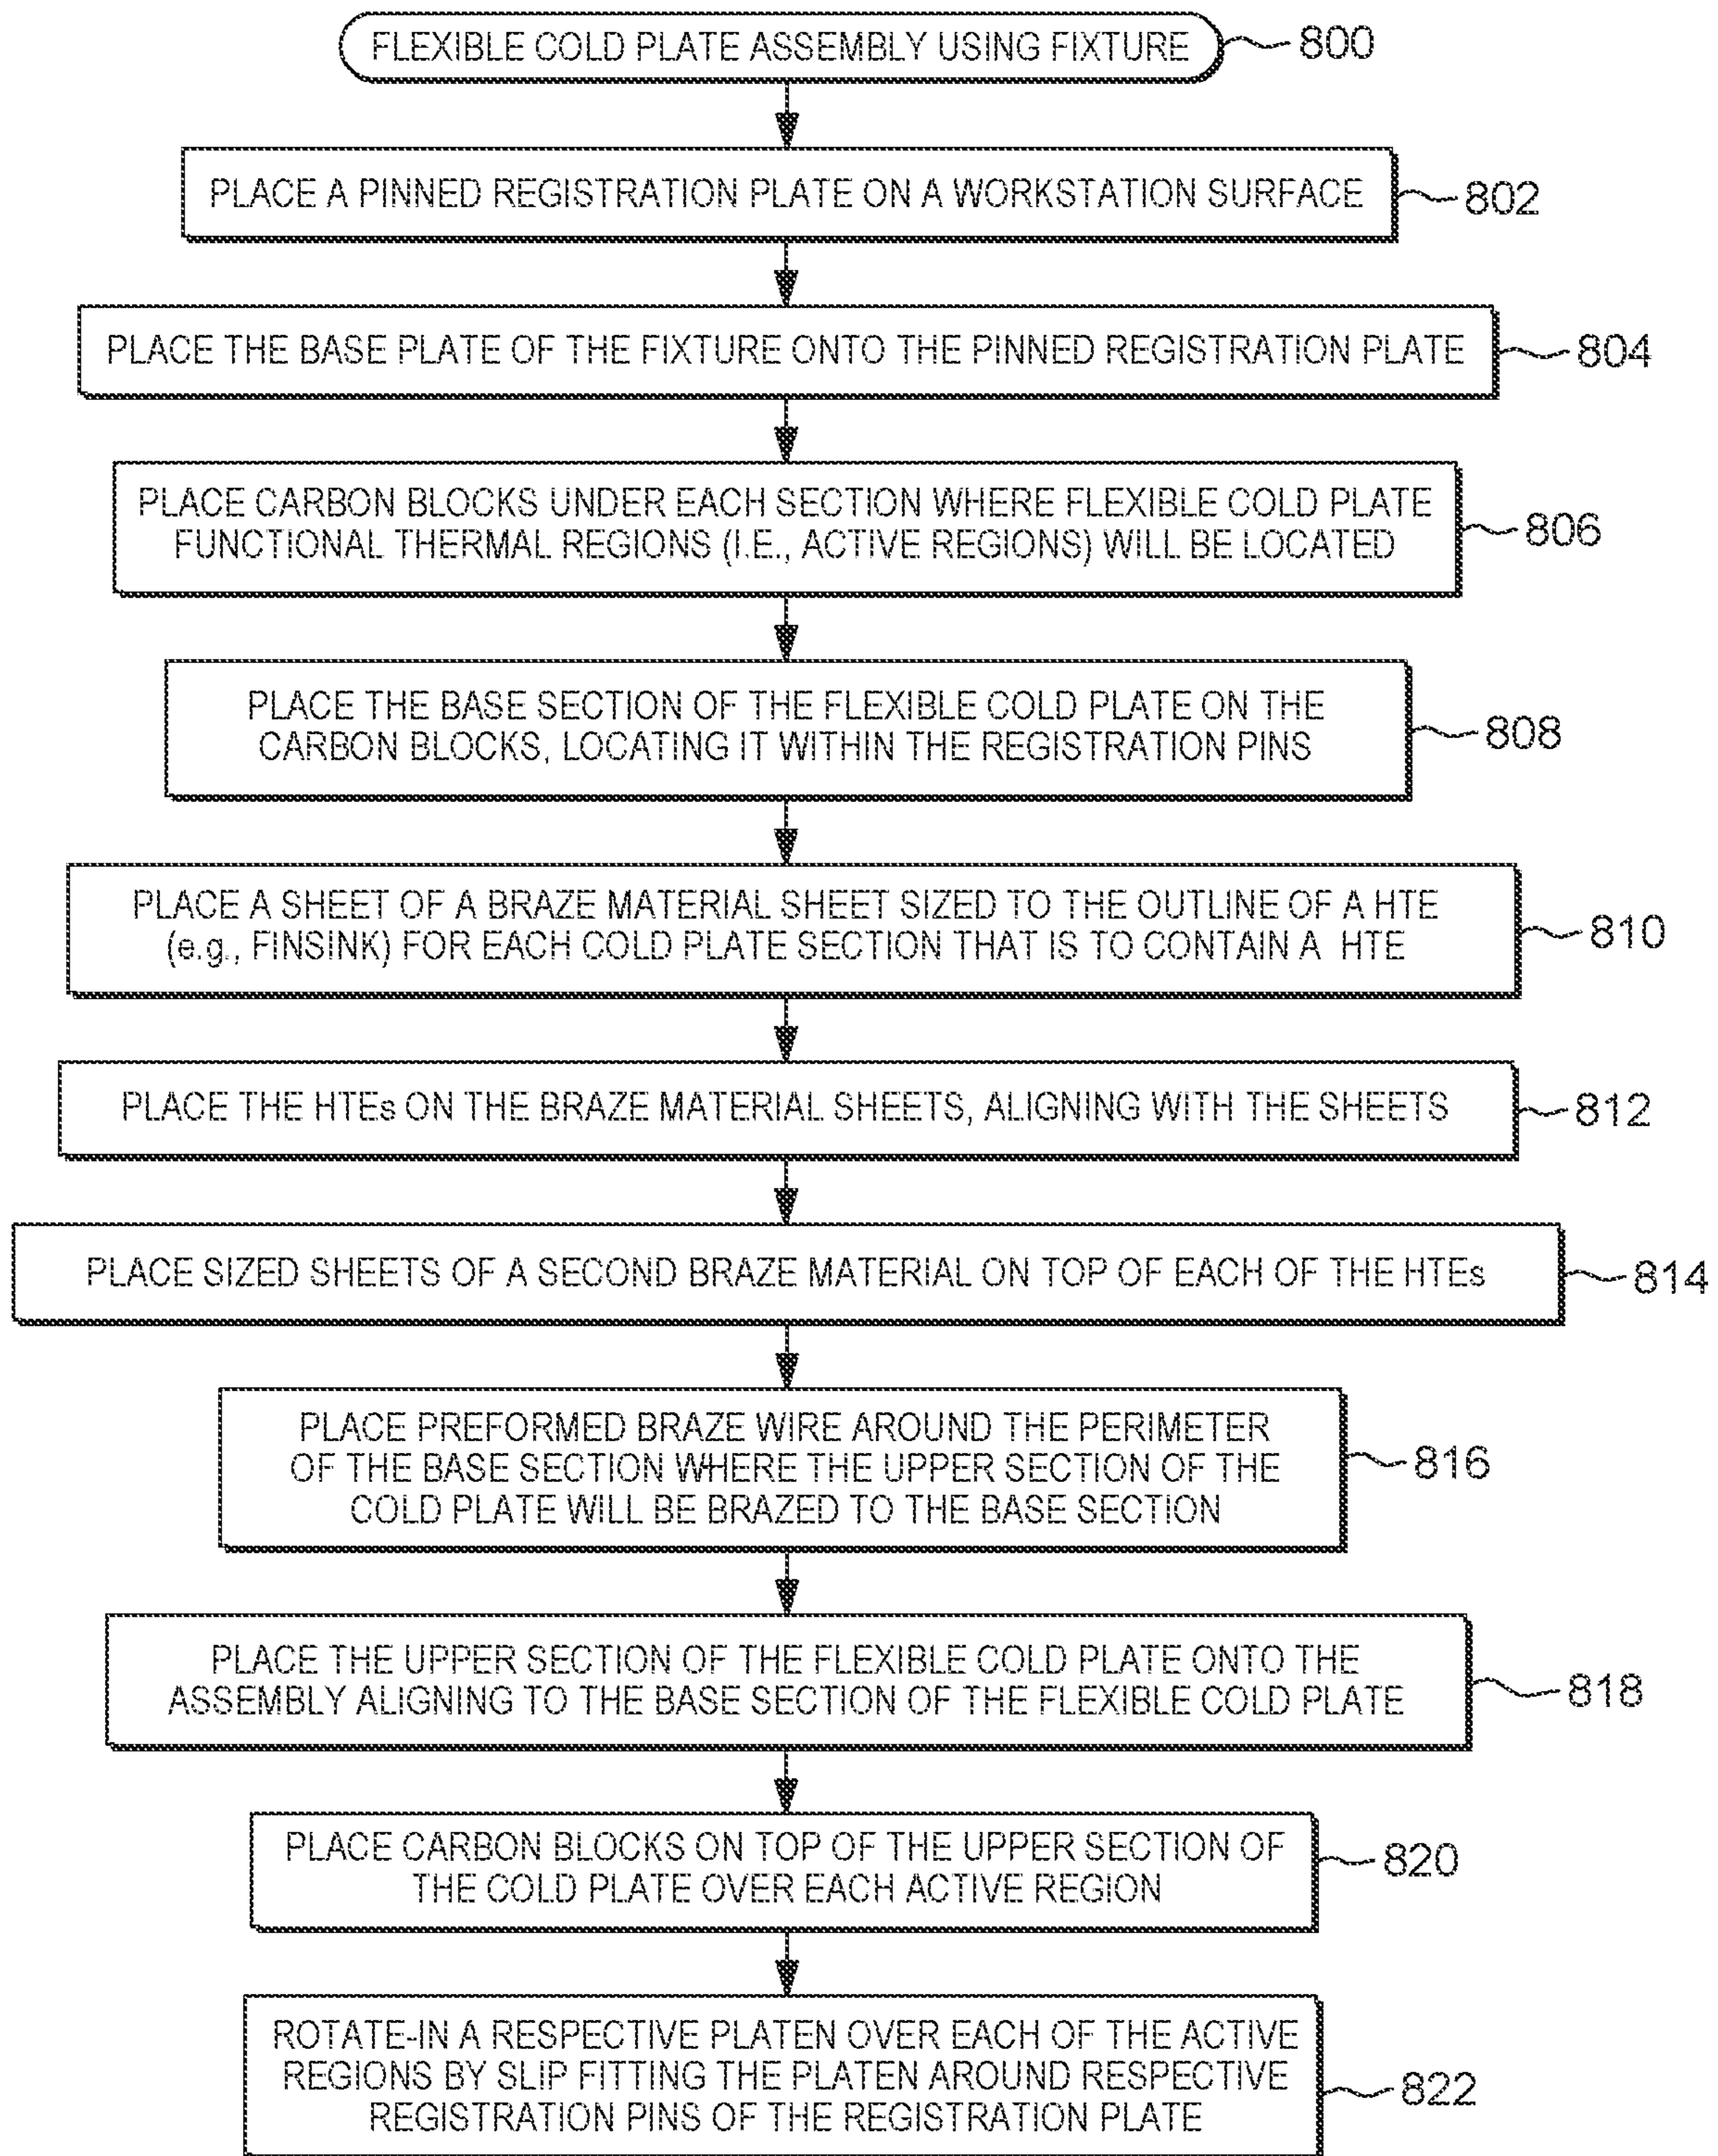 FLEXIBLE COLD PLATE ASSEMBLY USING FIXTURE
800
PLACE A PINNED REGISTRATION PLATE ON A WORKSTATION SURFACE
802
PLACE THE BASE PLATE OF THE FIXTURE ONTO THE PINNED REGISTRATION PLATE
804
PLACE CARBON BLOCKS UNDER EACH SECTION WHERE FLEXIBLE COLD PLATE
FUNCTIONAL THERMAL REGIONS (I.E., ACTIVE REGIONS) WILL BE LOCATED
806
PLACE THE BASE SECTION OF THE FLEXIBLE COLD PLATE ON THE
CARBON BLOCKS, LOCATING IT WITHIN THE REGISTRATION PINS
808
PLACE A SHEET OF A BRAZE MATERIAL SHEET SIZED TO THE OUTLINE OF A HTE
(e.g., FINSINK) FOR EACH COLD PLATE SECTION THAT IS TO CONTAIN A HTE
810
PLACE THE HTEs ON THE BRAZE MATERIAL SHEETS, ALIGNING WITH THE SHEETS
812
PLACE SIZED SHEETS OF A SECOND BRAZE MATERIAL ON TOP OF EACH OF THE HTEs
814
PLACE PREFORMED BRAZE WIRE AROUND THE PERIMETER
OF THE BASE SECTION WHERE THE UPPER SECTION OF THE
COLD PLATE WILL BE BRAZED TO THE BASE SECTION
816
PLACE THE UPPER SECTION OF THE FLEXIBLE COLD PLATE ONTO THE
ASSEMBLY ALIGNING TO THE BASE SECTION OF THE FLEXIBLE COLD PLATE
818
PLACE CARBON BLOCKS ON TOP OF THE UPPER SECTION OF
THE COLD PLATE OVER EACH ACTIVE REGION
820
ROTATE-IN A RESPECTIVE PLATEN OVER EACH OF THE ACTIVE
REGIONS BY SLIP FITTING THE PLATEN AROUND RESPECTIVE
REGISTRATION PINS OF THE REGISTRATION PLATE
822